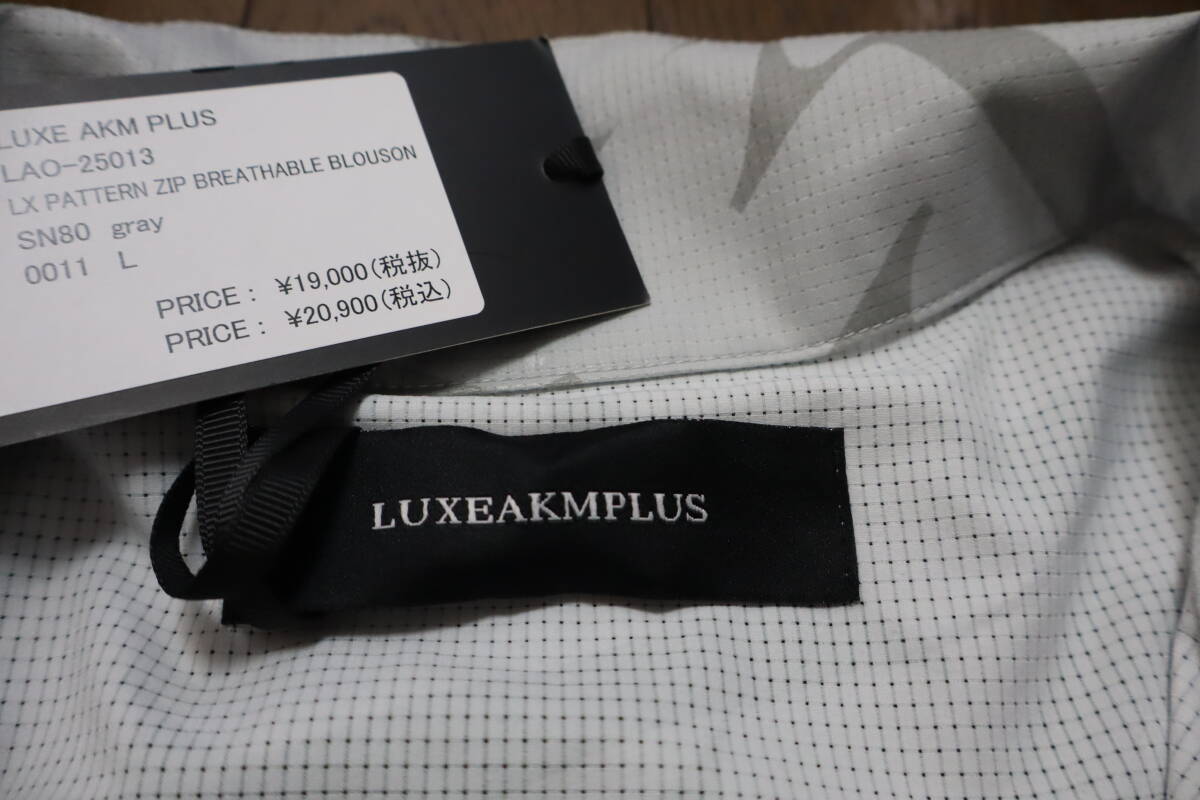 LUXE AKM PLUS
LAO-25013
LX PATTERN ZIP BREATHABLE BLOUSON
SN80 gray
0011 L
PRICE : ¥19,000(税抜)
PRICE : ¥20,900(税込)
LUXEAKMPLUS